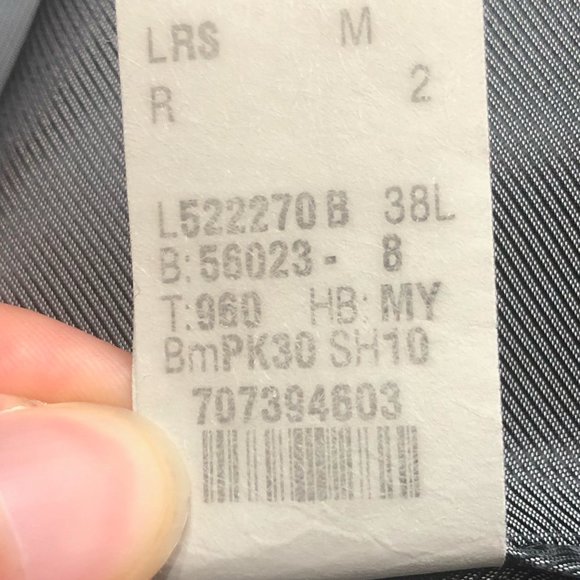 LRS M
R 2
L522270 B 38L
B: 56023 - 8
T: 960 HB: MY
BmPK30 SH10
707394603